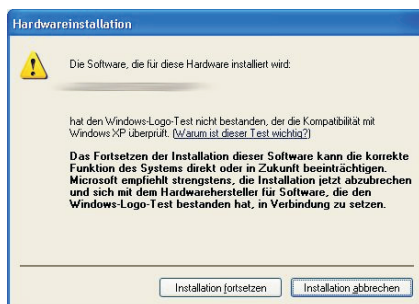 Hardwareinstallation
Die Software, die für diese Hardware installiert wird:
hat den Windows-Logo-Test nicht bestanden, der die Kompatibilität mit
Windows XP überprüft. (Warum ist dieser Test wichtig?)
Das Fortsetzen der Installation dieser Software kann die korrekte
Funktion des Systems direkt oder in Zukunft beeinträchtigen.
Microsoft empfiehlt strengstens, die Installation jetzt abzubrechen
und sich mit dem Hardwarehersteller für Software, die den
Windows-Logo-Test bestanden hat, in Verbindung zu setzen.
Installation fortsetzen
Installation abbrechen